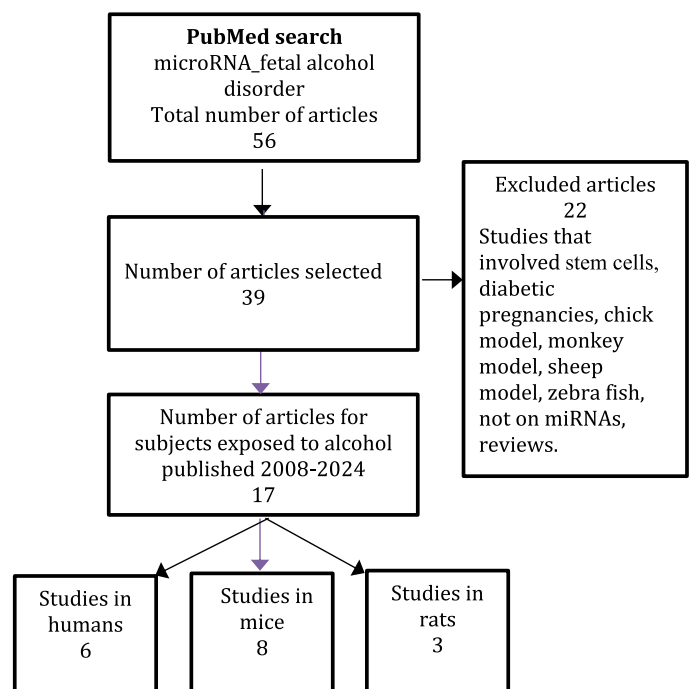 PubMed search
microRNA_fetal alcohol
disorder
Total number of articles
56
Number of articles selected
39
Excluded articles
22
Studies that
involved stem cells,
diabetic
pregnancies, chick
model, monkey
model, sheep
model, zebra fish,
not on miRNAs,
reviews.
Number of articles for
subjects exposed to alcohol
published 2008-2024
17
Studies in
humans
6
Studies in
mice
8
Studies in
rats
3